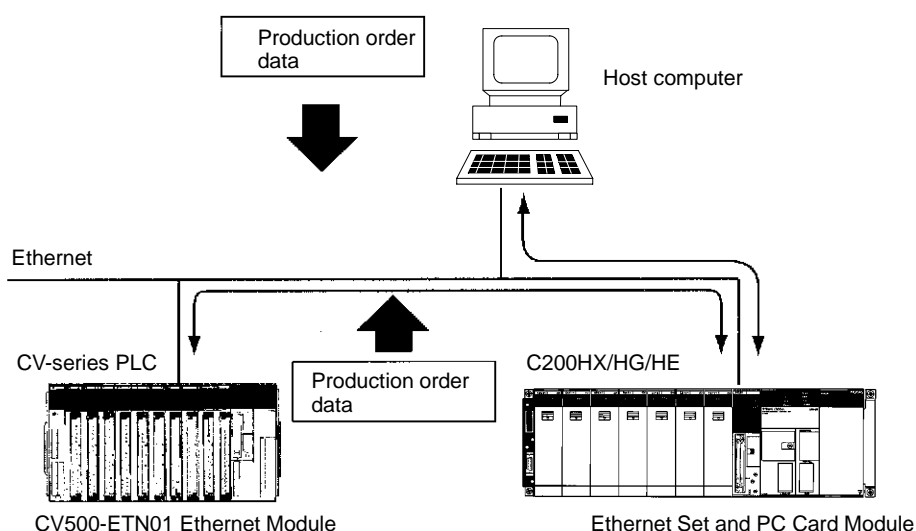 Production order
data
Host computer
Ethernet
CV-series PLC
Production order
data
C200HX/HG/HE
CV500-ETN01 Ethernet Module
Ethernet Set and PC Card Module